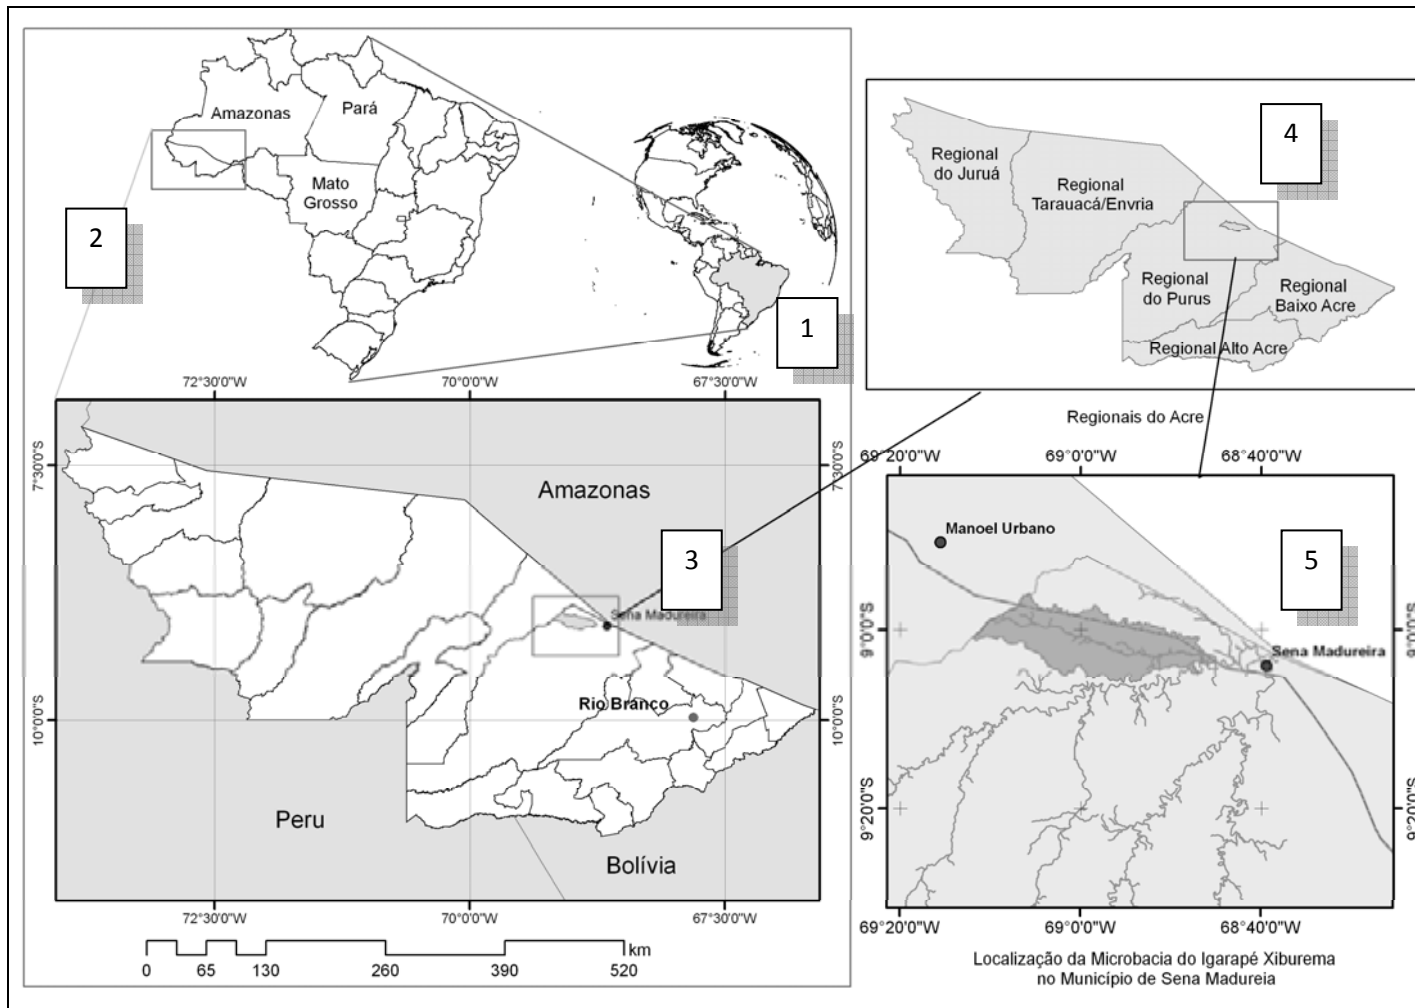 Amazonas
Pará
Mato
Grosso
2
1
72°30'0"W
70°0'0"W
67°30'0"W
4
Regional
do Juruá
Regional
Tarauacá/Envria
Regional
do Purus
Regional
Baixo Acre
Regional Alto Acre
Regionais do Acre
7°30'0"S
7°30'0"S
Amazonas
3
Sena Madureira
Rio Branco
10°0'0"S
10°0'0"S
Peru
Bolívia
72°30'0"W
70°0'0"W
67°30'0"W
km
0 65 130 260 390 520
69°20'0"W
69°0'0"W
68°40'0"W
Manoel Urbano
5
9°0'0"S
9°0'0"S
Sena Madureira
9°20'0"S
9°20'0"S
69°20'0"W
69°0'0"W
68°40'0"W
Localização da Microbacia do Igarapé Xiburema
no Município de Sena Madureia